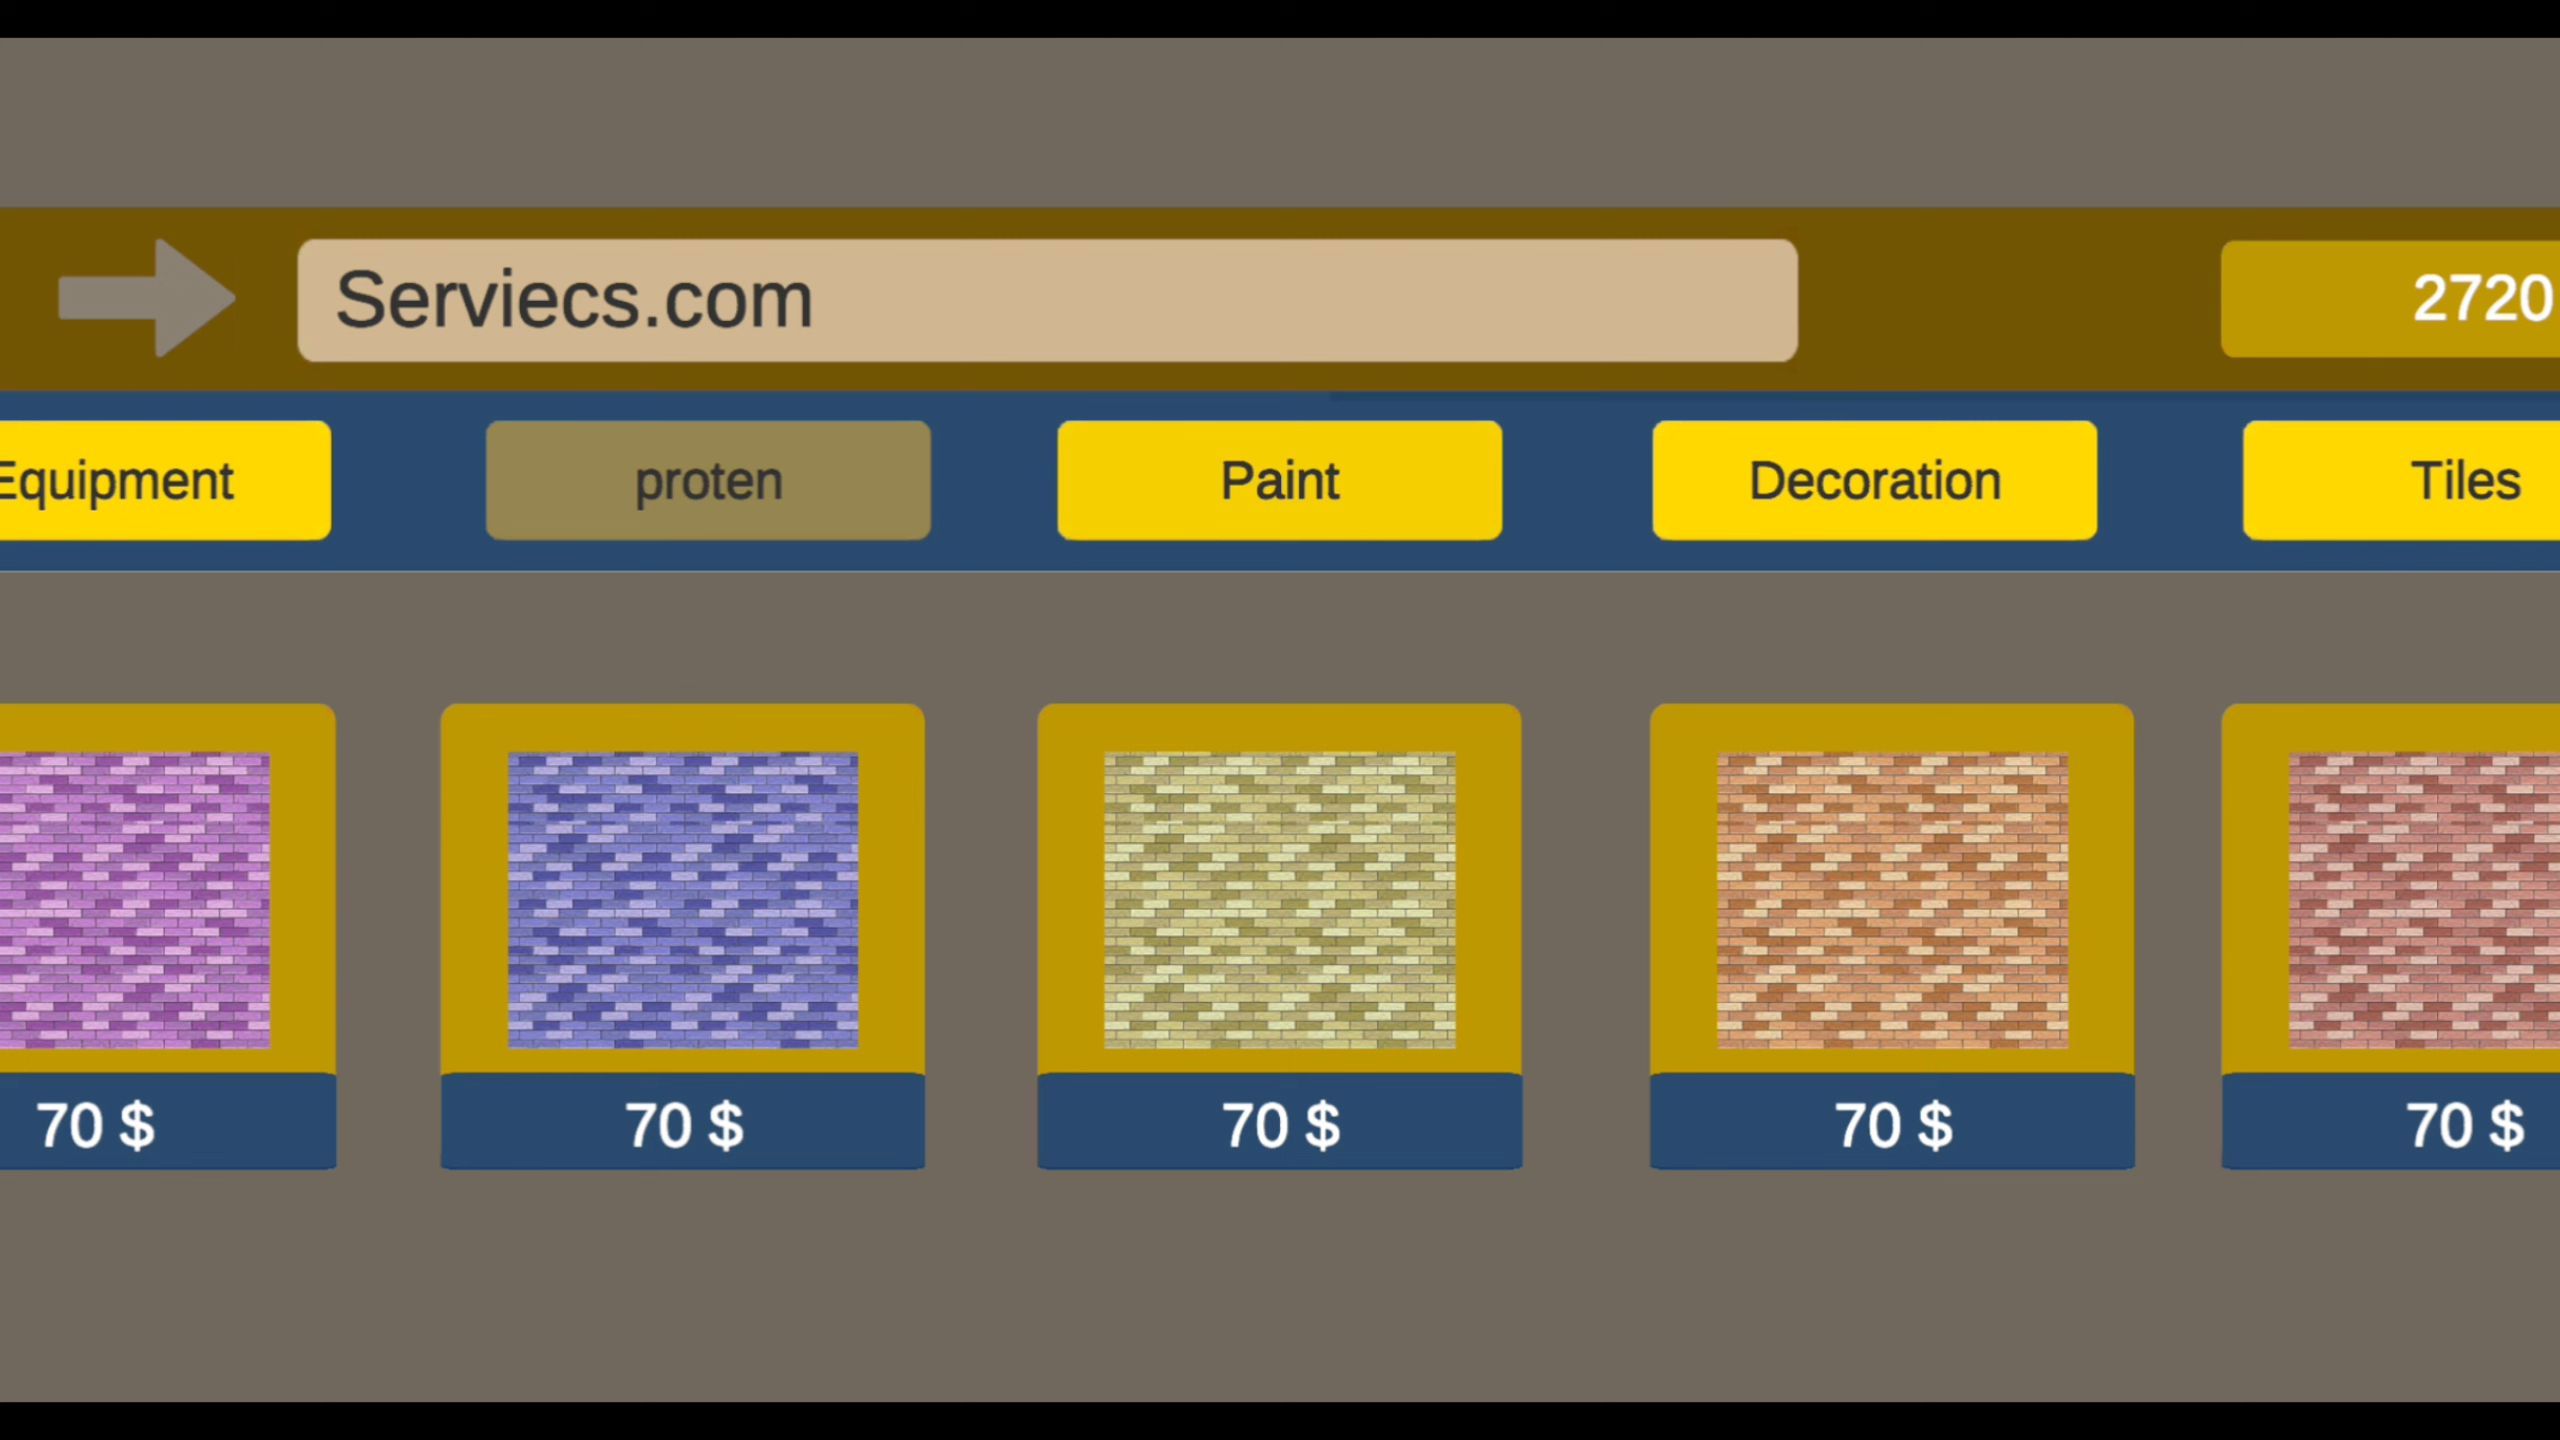 Serviecs.com
2720
Equipment
proten
Paint
Decoration
Tiles
70 $
70 $
70 $
70 $
70 $